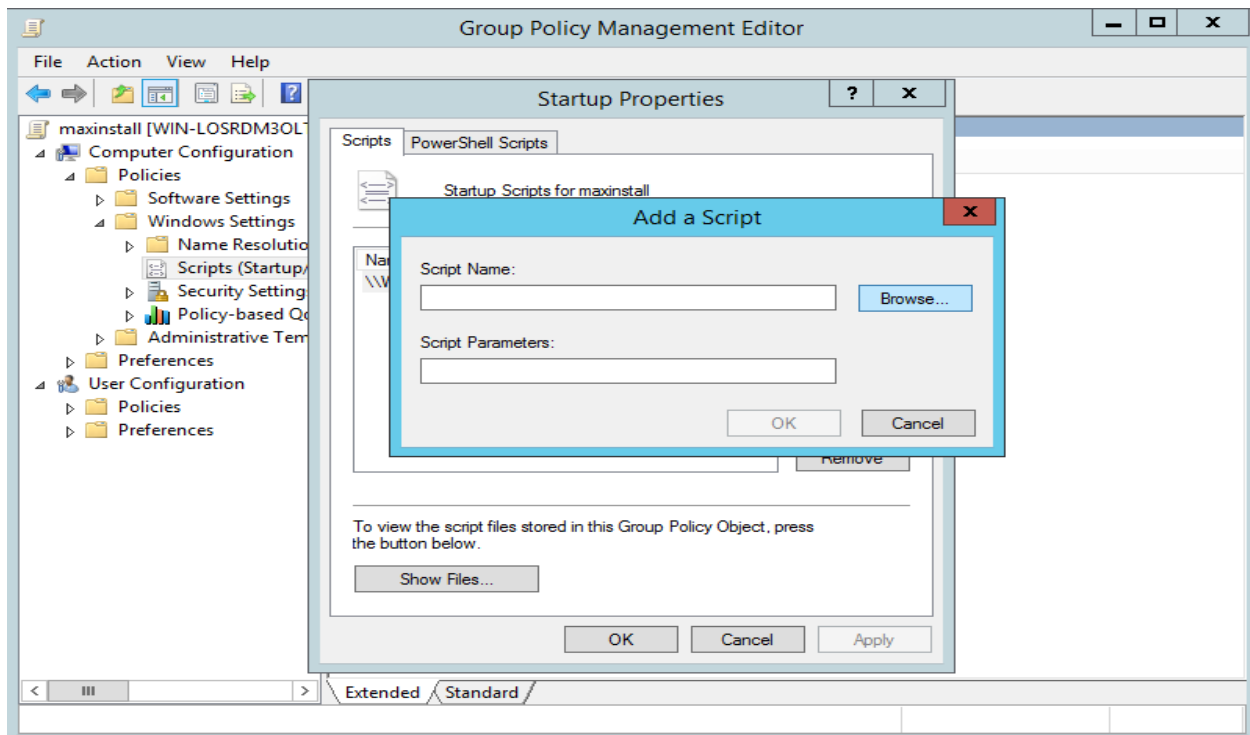 Group Policy Management Editor
File Action View Help
maxinstall [WIN-LOSRDM3OLT
Computer Configuration
Policies
Software Settings
Windows Settings
Name Resolutio
Scripts (Startup/
Security Setting
Policy-based Qo
Administrative Tem
Preferences
User Configuration
Policies
Preferences
Startup Properties
Scripts PowerShell Scripts
Startup Scripts for maxinstall
Nar
\\W
Add a Script
Script Name:
Browse...
Script Parameters:
OK Cancel
Remove
To view the script files stored in this Group Policy Object, press
the button below.
Show Files...
OK Cancel Apply
Extended Standard